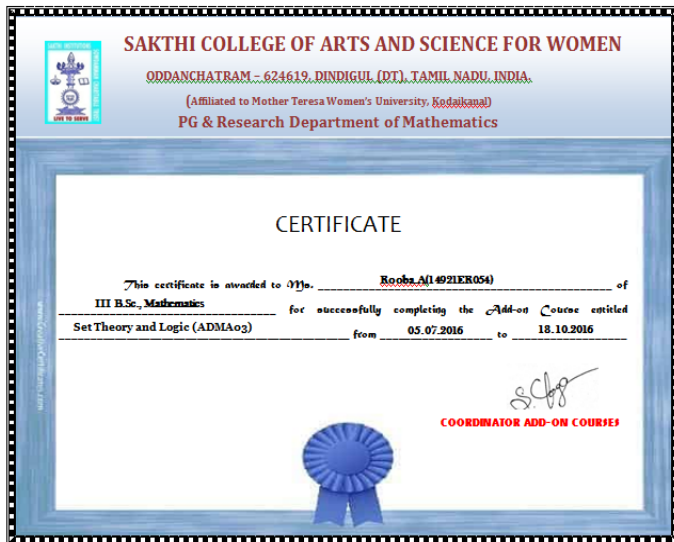 SAKTHI COLLEGE OF ARTS AND SCIENCE FOR WOMEN
ODDANCHATRAM – 624619, DINDIGUL (DT), TAMIL NADU, INDIA.
(Affiliated to Mother Teresa Women's University, Kodaikanal)
PG & Research Department of Mathematics
LIVE TO SERVE
CERTIFICATE
This certificate is awarded to Ms. Rooba.A(14921ER054) of
III B.Sc., Mathematics for successfully completing the Add-on Course entitled
Set Theory and Logic (ADMA03) from 05.07.2016 to 18.10.2016
COORDINATOR ADD-ON COURSES